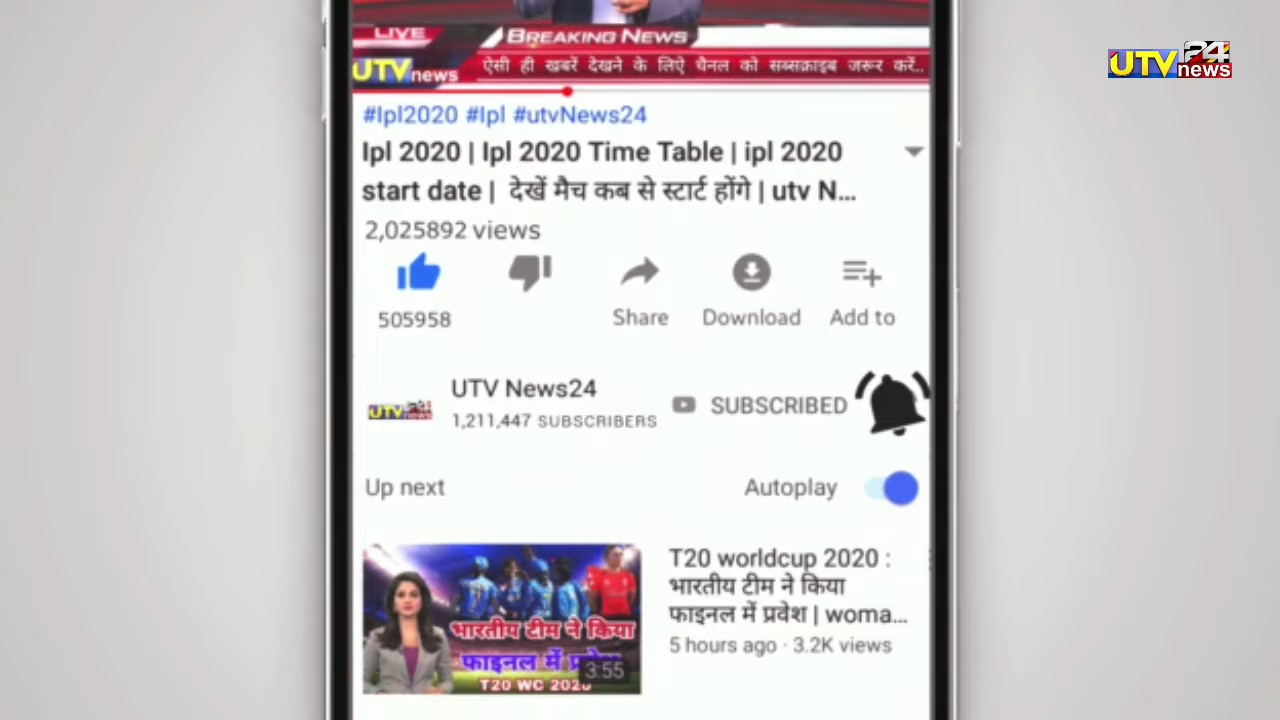 LIVE
BREAKING NEWS
UTV news
ऐसी ही खबरें देखने के लिऐ चैनल को सब्सक्राइब जरूर करें..
UTV 24 news
#Ipl2020 #Ipl #utvNews24
Ipl 2020 | Ipl 2020 Time Table | ipl 2020
start date | देखें मैच कब से स्टार्ट होंगे | utv N...
2,025892 views
505958
Share
Download
Add to
UTV News24
1,211,447 SUBSCRIBERS
SUBSCRIBED
Up next
Autoplay
भारतीय टीम ने किया
फाइनल में
3:55
T20 WC 2020
T20 worldcup 2020 :
भारतीय टीम ने किया
फाइनल में प्रवेश | woma...
5 hours ago · 3.2K views